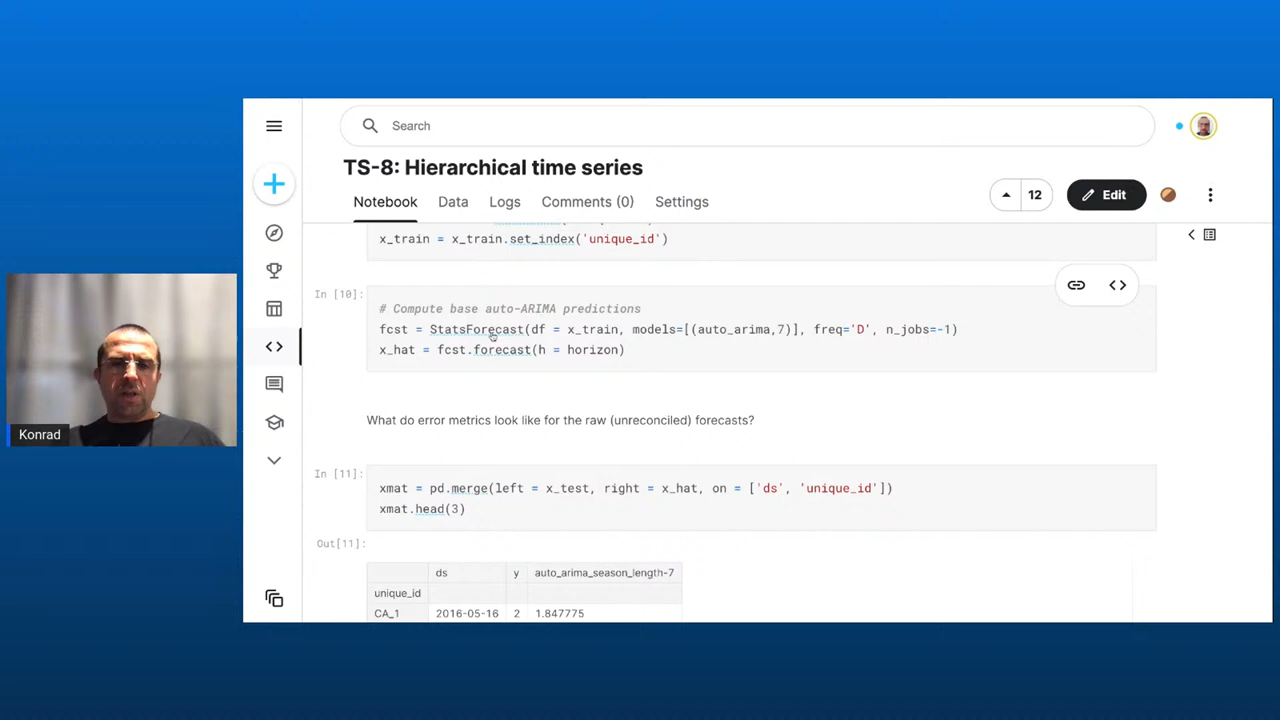 Search
TS-8: Hierarchical time series
12
Edit
Notebook
Data
Logs
Comments (0)
Settings
x_train = x_train.set_index('unique_id')
In [10]:
# Compute base auto-ARIMA predictions
fcst = StatsForecast(df = x_train, models=[(auto_arima,7)], freq='D', n_jobs=-1)
x_hat = fcst.forecast(h = horizon)
What do error metrics look like for the raw (unreconciled) forecasts?
In [11]:
xmat = pd.merge(left = x_test, right = x_hat, on = ['ds', 'unique_id'])
xmat.head(3)
Out[11]:
ds y auto_arima_season_length-7
unique_id
CA_1 2016-05-16 2 1.847775
Konrad